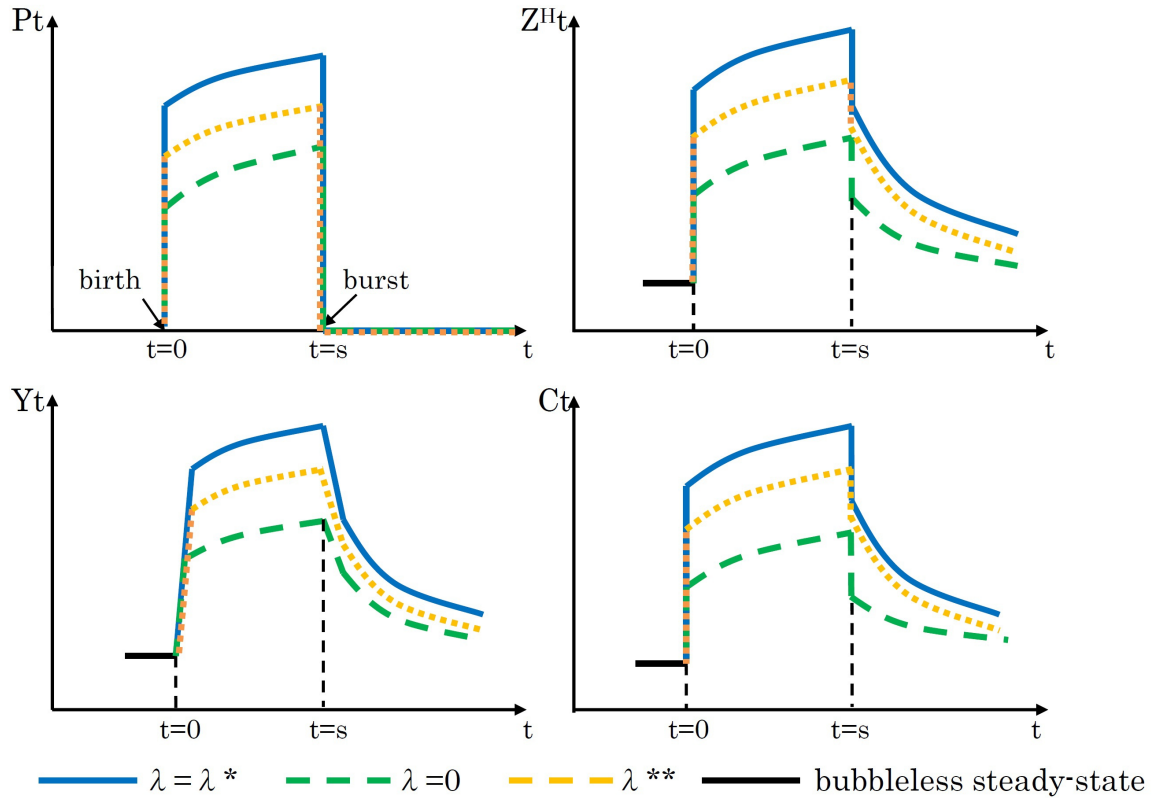 Pt
birth
burst
t=0
t=s
t
Zᴴt
t=0
t=s
t
Yt
t=0
t=s
t
Ct
t=0
t=s
t
λ = λ *
λ =0
λ **
bubbleless steady-state